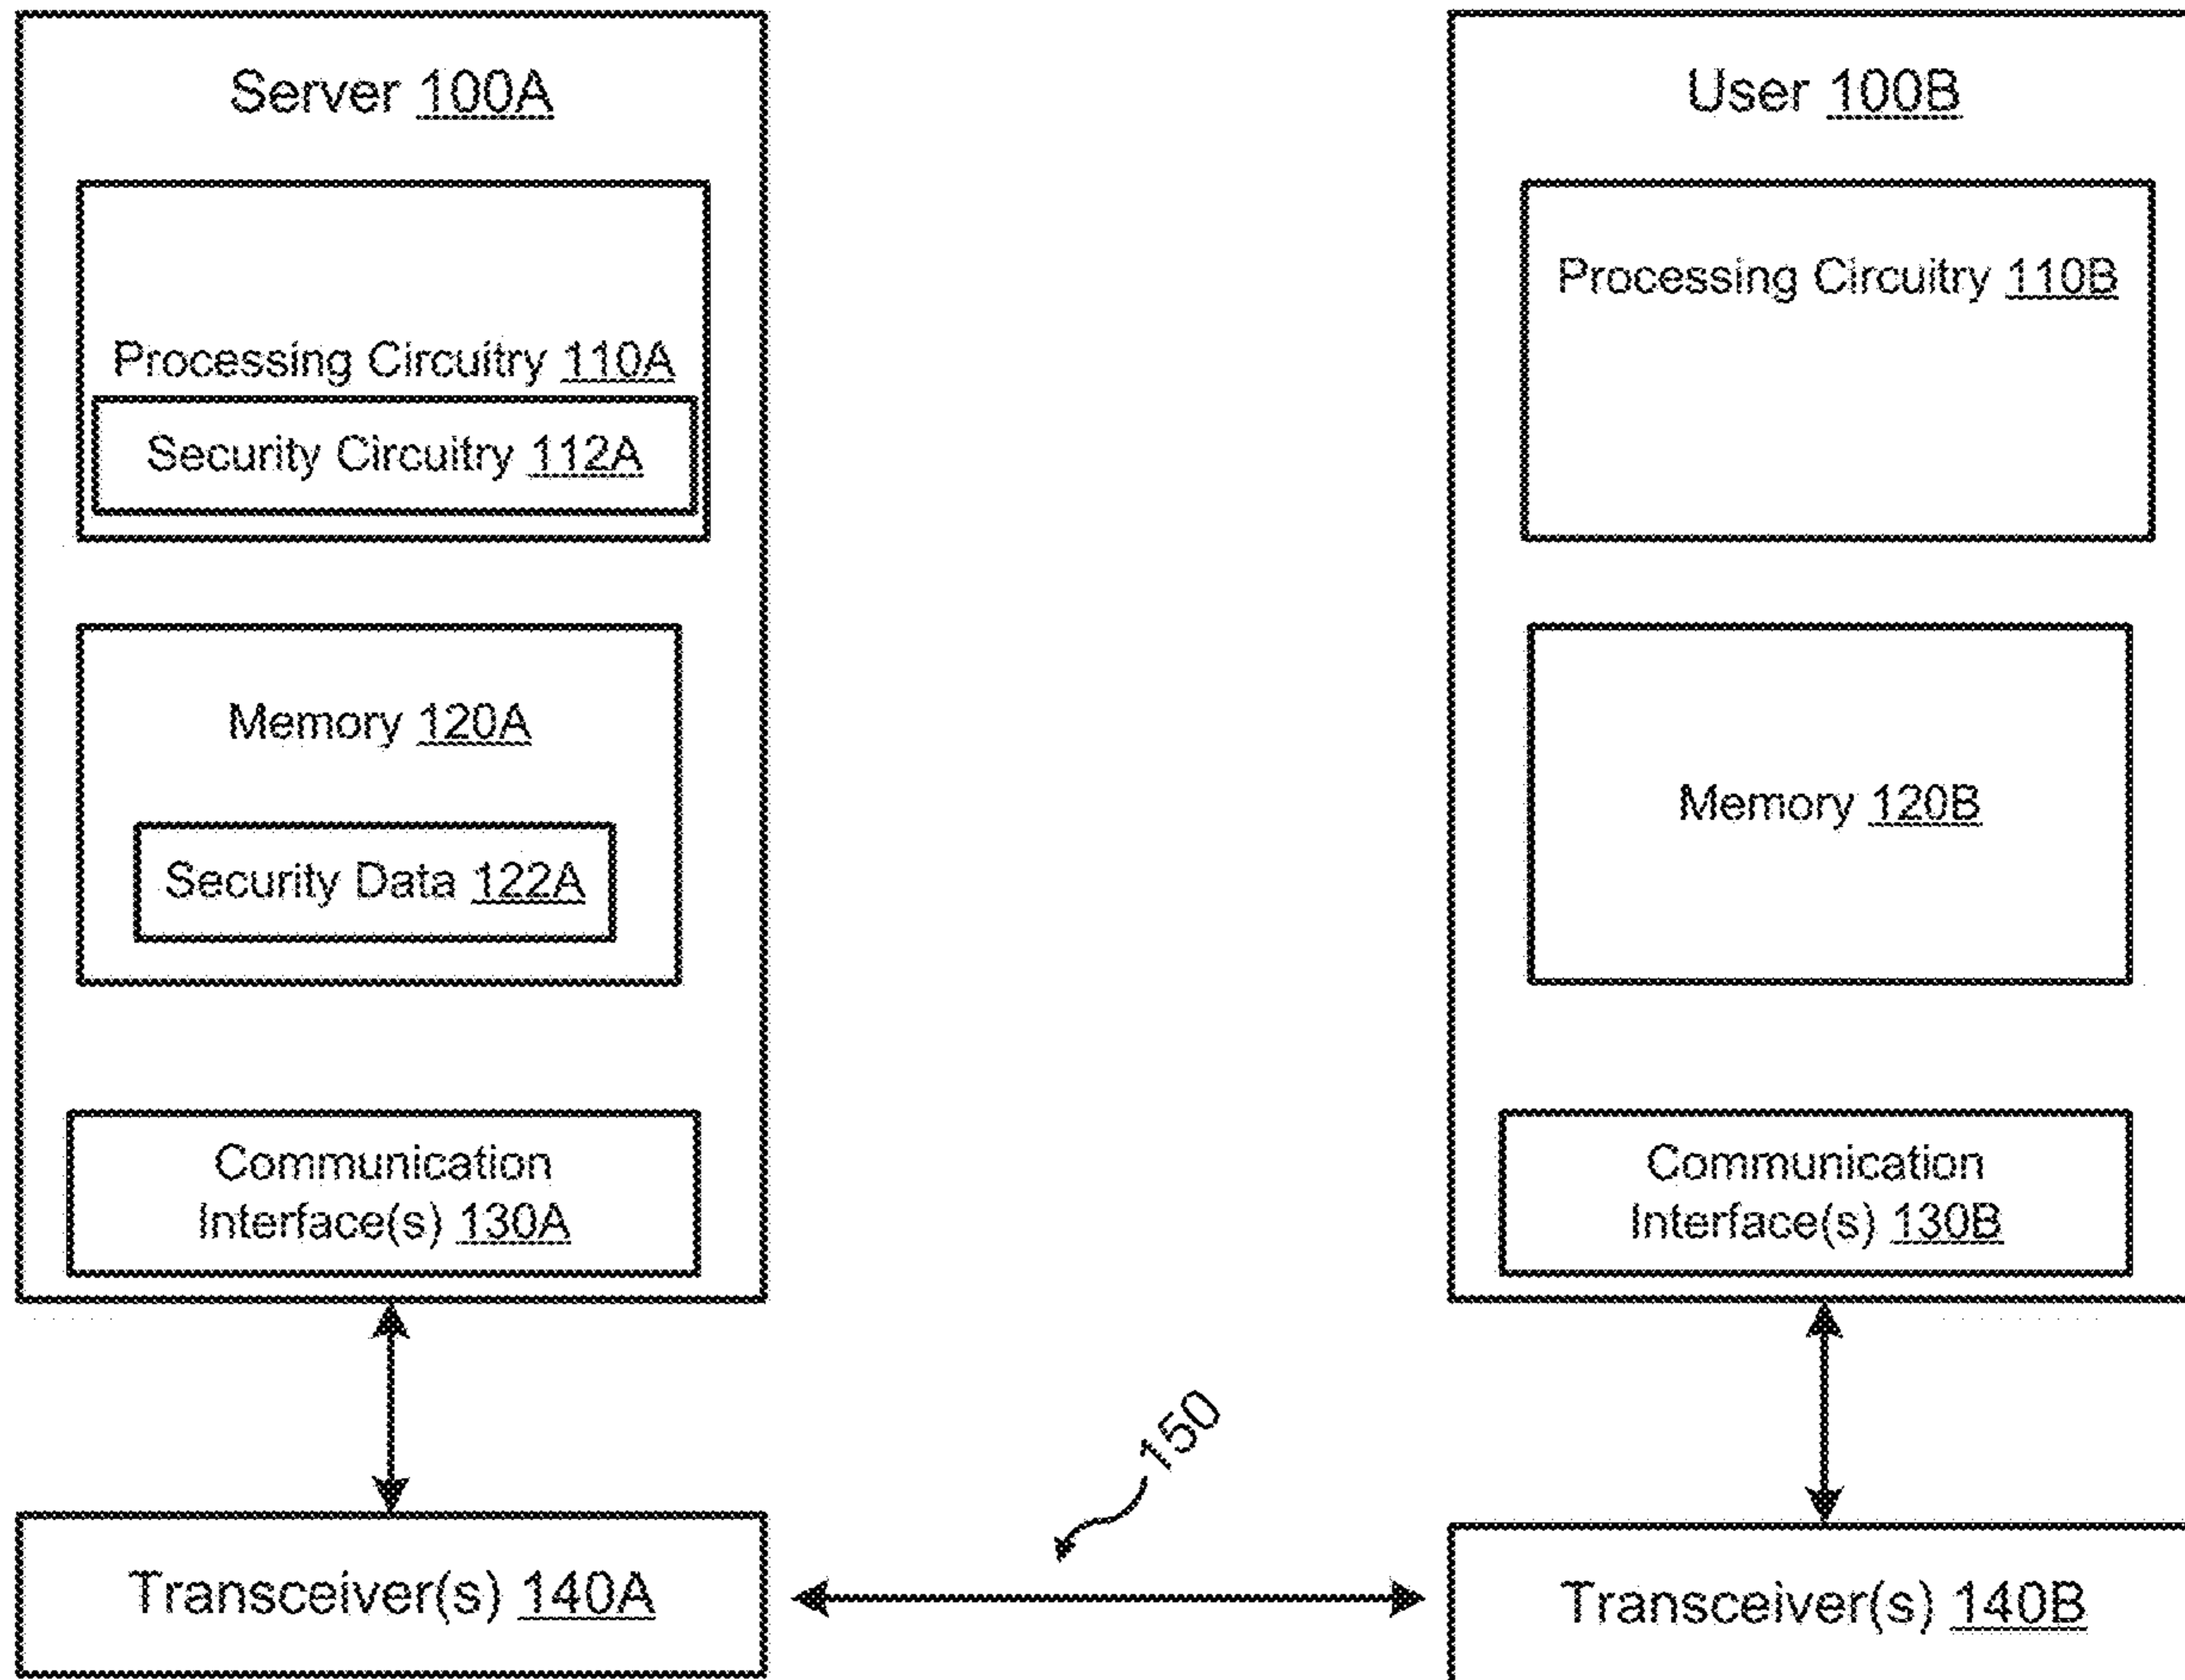 Server 100A
Processing Circuitry 110A
Security Circuitry 112A
Memory 120A
Security Data 122A
Communication
Interface(s) 130A
Transceiver(s) 140A
150
User 100B
Processing Circuitry 110B
Memory 120B
Communication
Interface(s) 130B
Transceiver(s) 140B